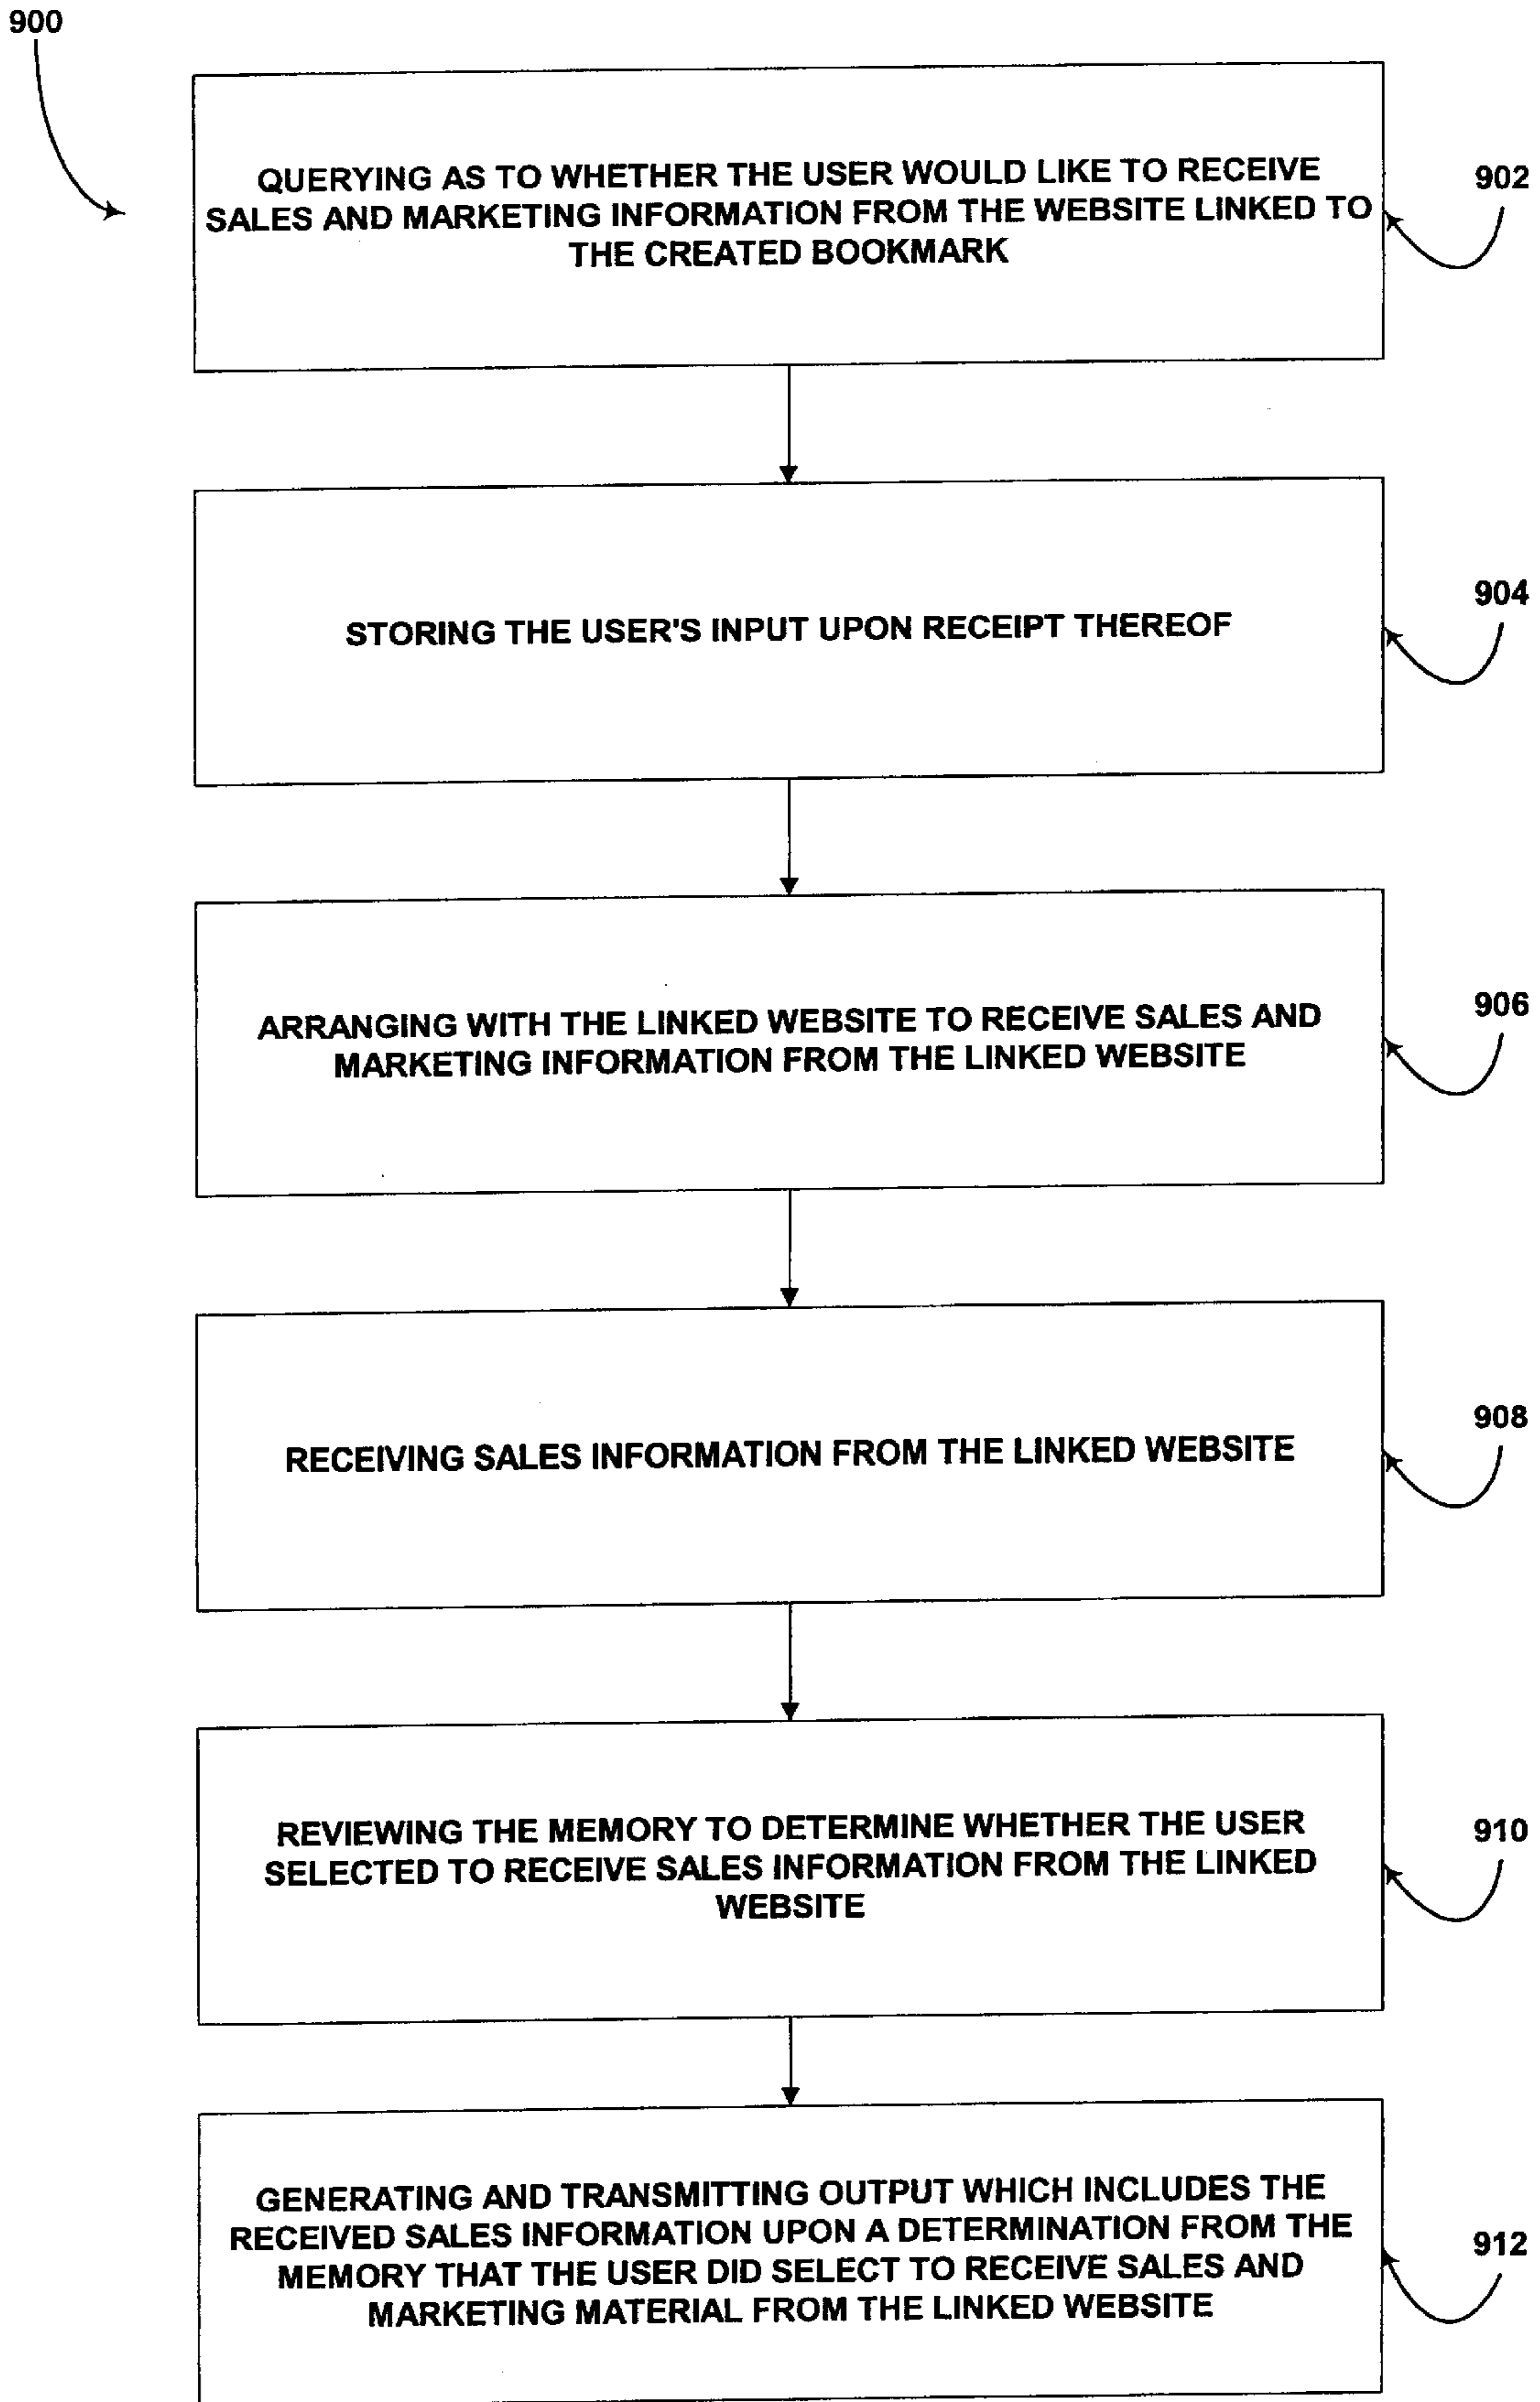 900
QUERYING AS TO WHETHER THE USER WOULD LIKE TO RECEIVE
SALES AND MARKETING INFORMATION FROM THE WEBSITE LINKED TO
THE CREATED BOOKMARK
902
STORING THE USER'S INPUT UPON RECEIPT THEREOF
904
ARRANGING WITH THE LINKED WEBSITE TO RECEIVE SALES AND
MARKETING INFORMATION FROM THE LINKED WEBSITE
906
RECEIVING SALES INFORMATION FROM THE LINKED WEBSITE
908
REVIEWING THE MEMORY TO DETERMINE WHETHER THE USER
SELECTED TO RECEIVE SALES INFORMATION FROM THE LINKED
WEBSITE
910
GENERATING AND TRANSMITTING OUTPUT WHICH INCLUDES THE
RECEIVED SALES INFORMATION UPON A DETERMINATION FROM THE
MEMORY THAT THE USER DID SELECT TO RECEIVE SALES AND
MARKETING MATERIAL FROM THE LINKED WEBSITE
912